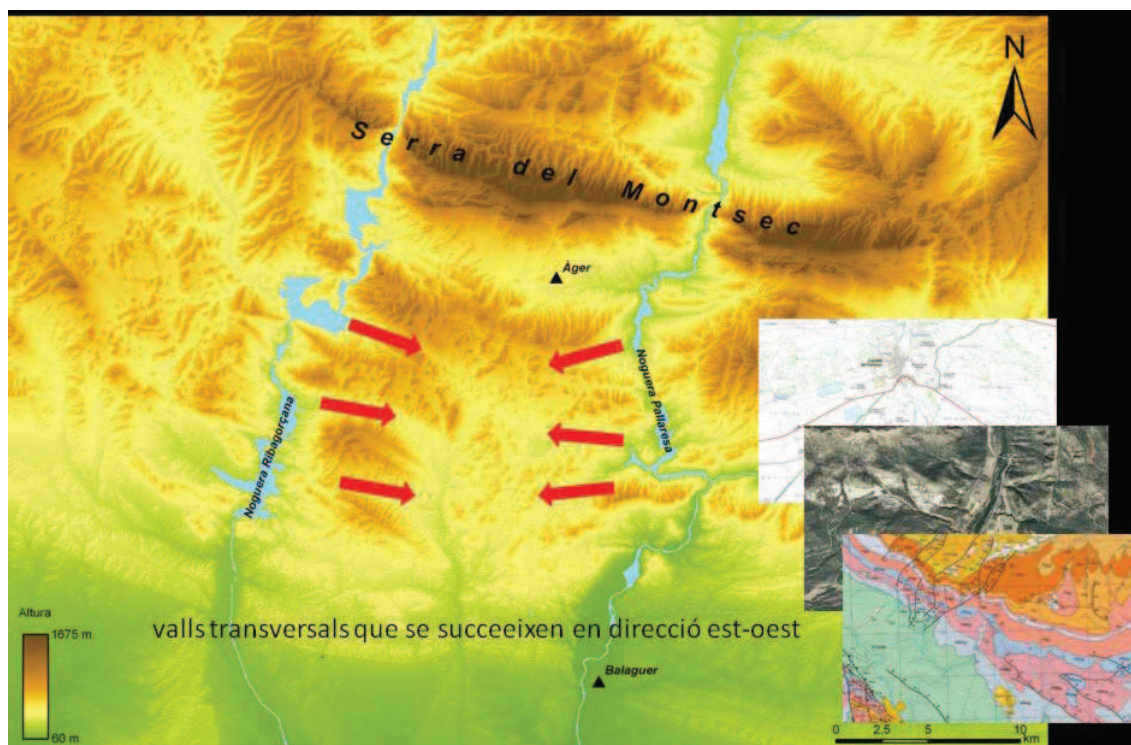 N
Serra del Montsec
Àger
Noguera Pallaresa
Noguera Ribagorçana
Altura
1675 m
60 m
valls transversals que se succeeixen en direcció est-oest
Balaguer
0 2.5 5 10
km